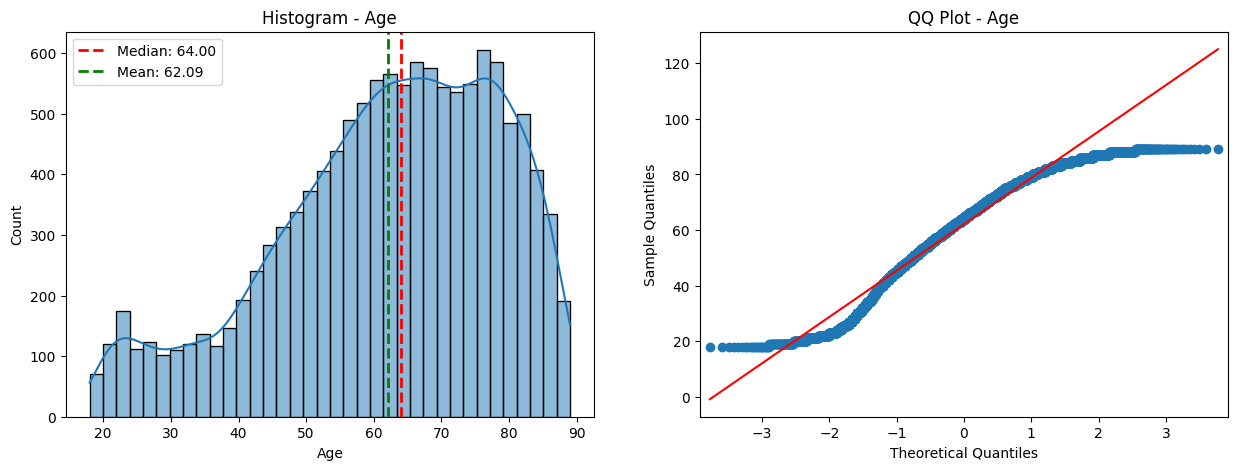 Histogram - Age
Median: 64.00
Mean: 62.09
Count
600
500
400
300
200
100
0
20 30 40 50 60 70 80 90
Age
QQ Plot - Age
Sample Quantiles
120
100
80
60
40
20
0
−3 −2 −1 0 1 2 3
Theoretical Quantiles